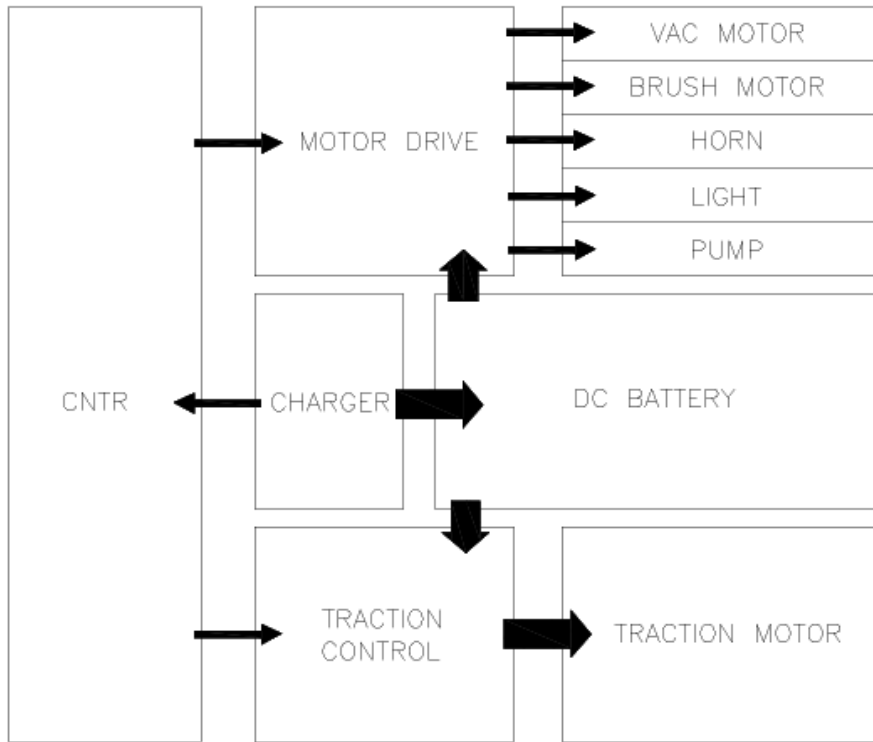 VAC MOTOR
BRUSH MOTOR
MOTOR DRIVE
HORN
LIGHT
PUMP
CNTR
CHARGER
DC BATTERY
TRACTION
CONTROL
TRACTION MOTOR